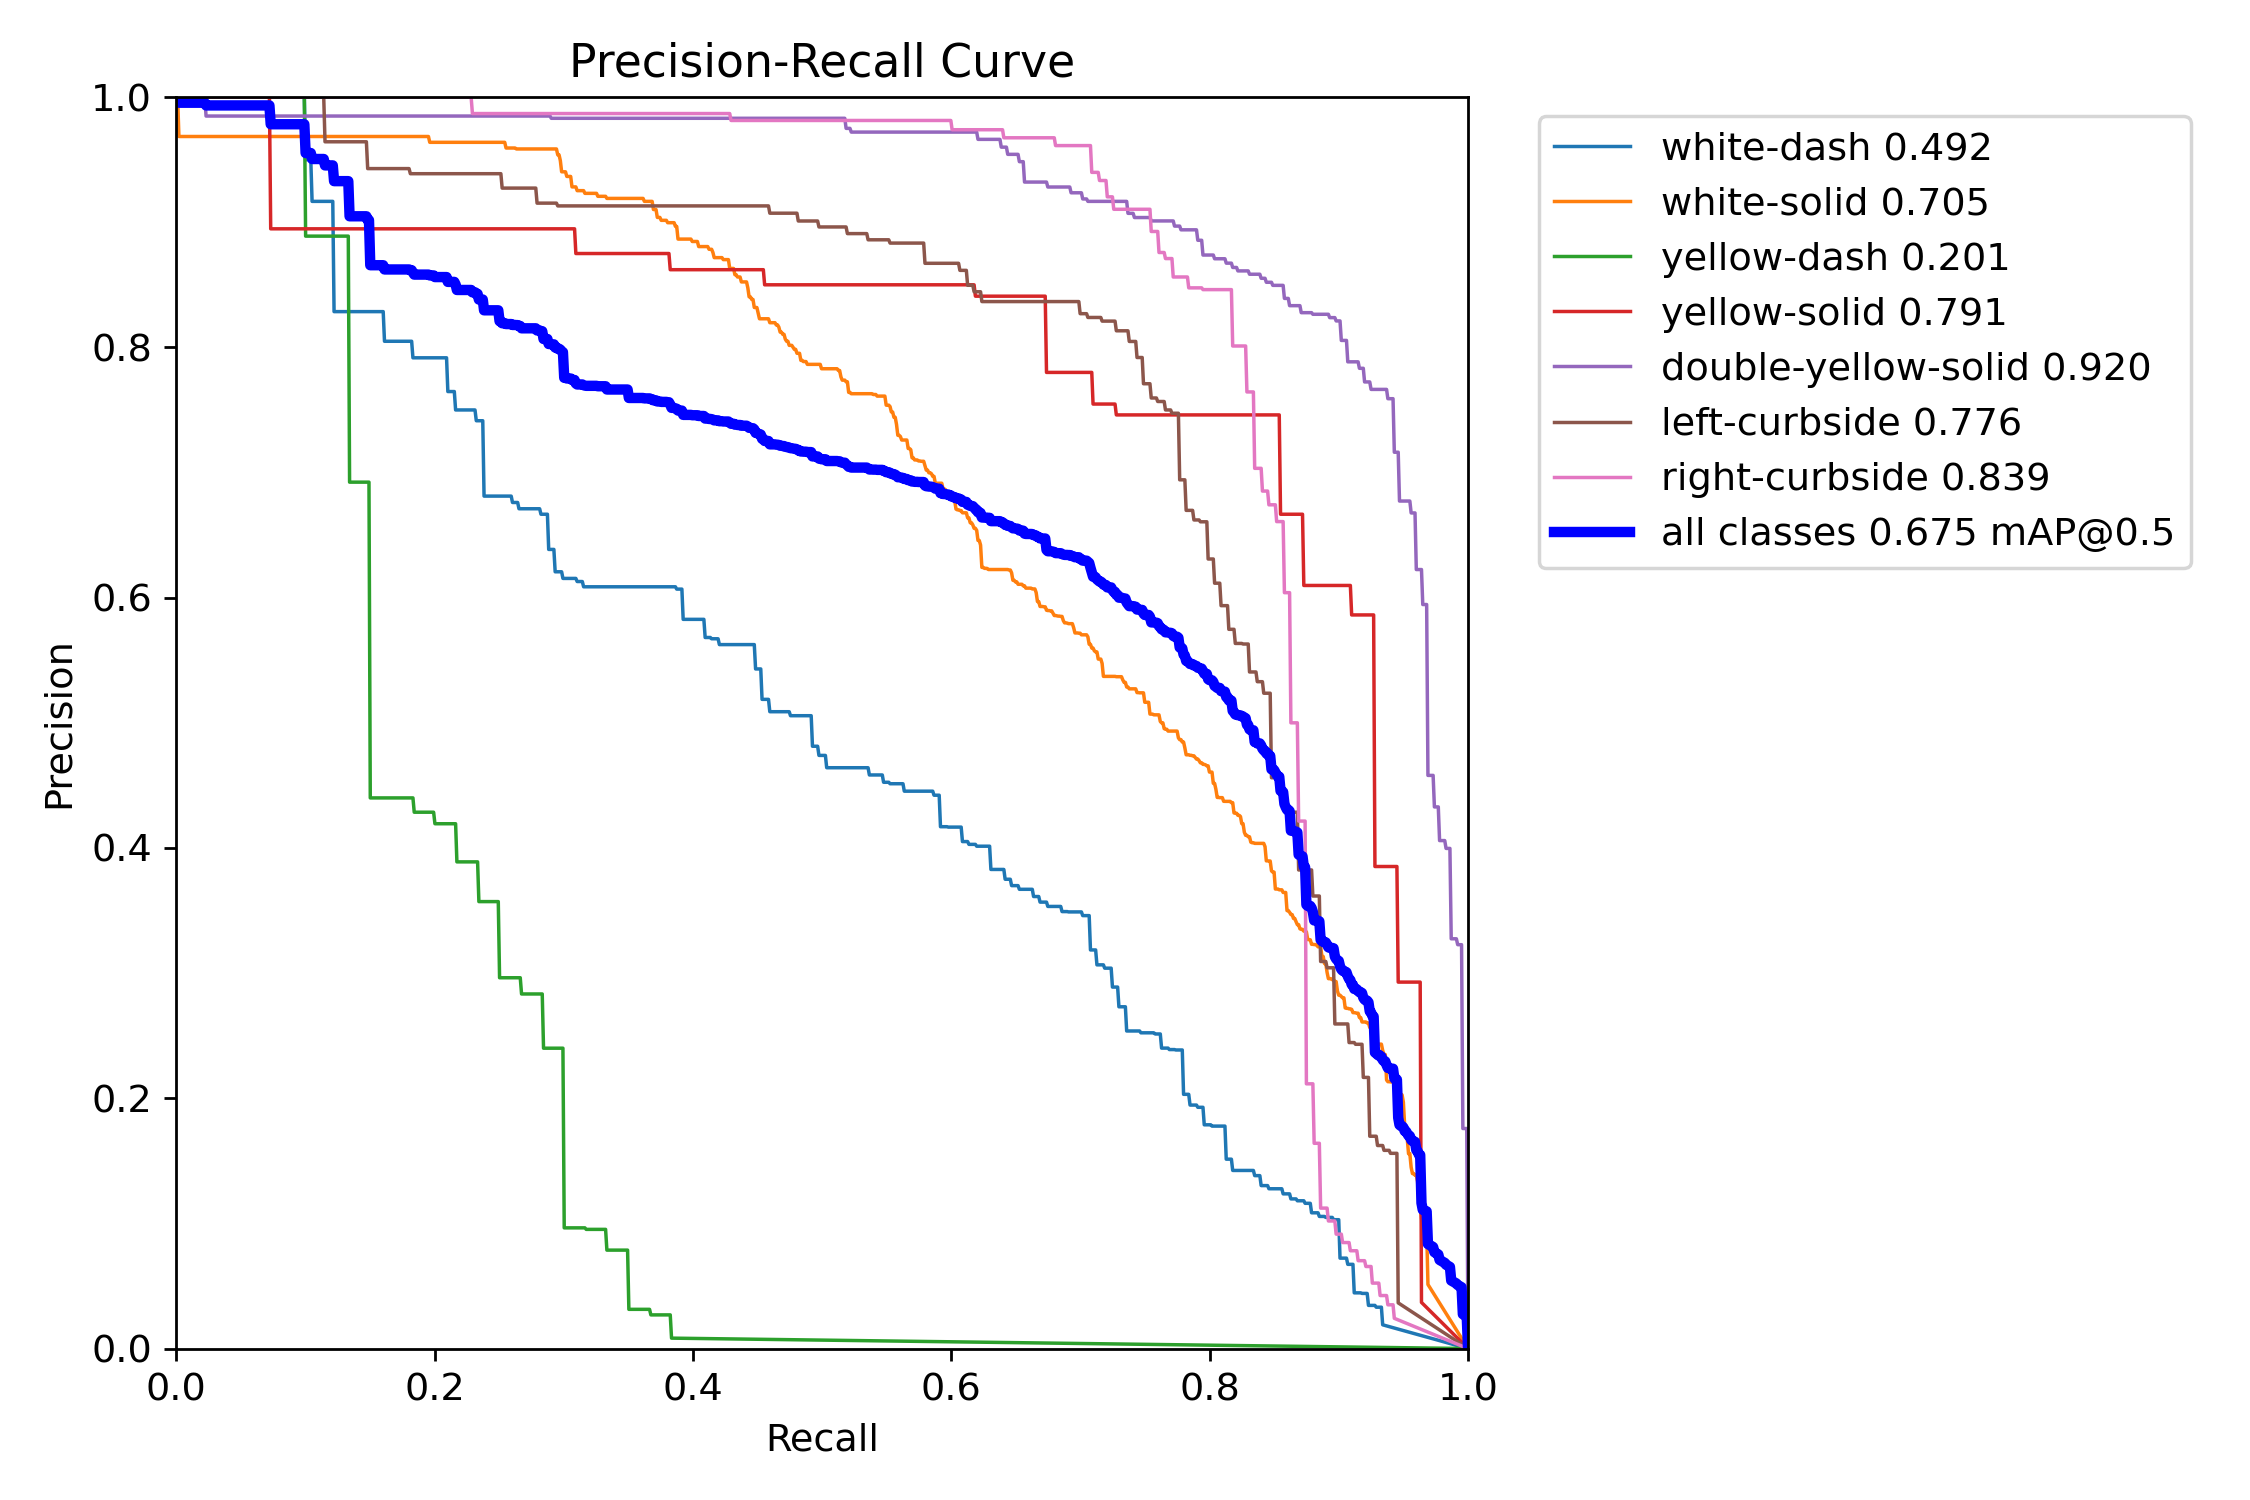 Precision-Recall Curve
1.0
0.8
0.6
0.4
0.2
0.0
Precision
0.0 0.2 0.4 0.6 0.8 1.0
Recall
white-dash 0.492
white-solid 0.705
yellow-dash 0.201
yellow-solid 0.791
double-yellow-solid 0.920
left-curbside 0.776
right-curbside 0.839
all classes 0.675 mAP@0.5